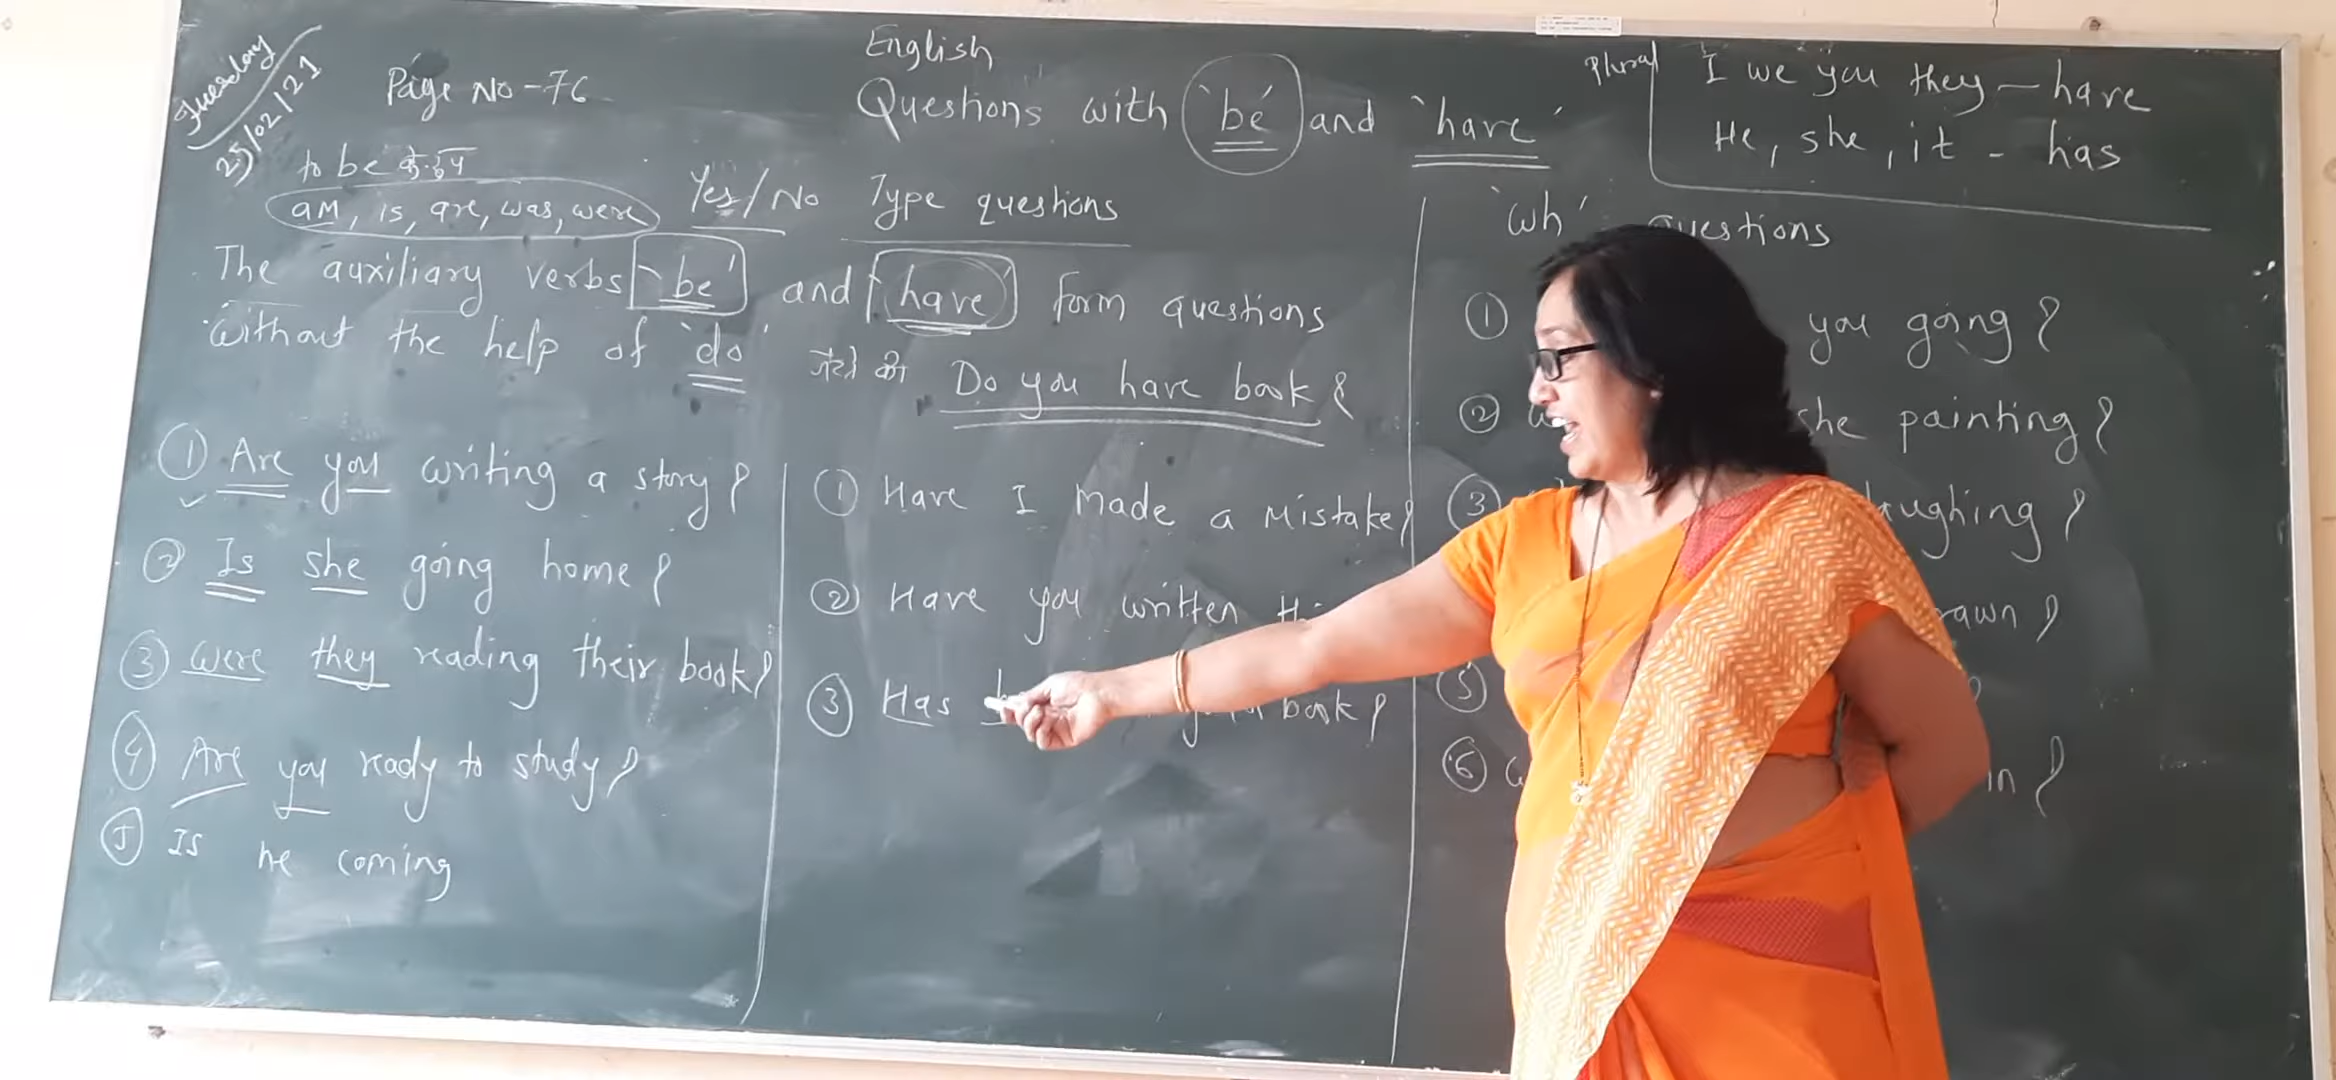 Tuesday
25/02/21
Page No - 76
English
Questions with 'be' and 'have'
Plural
I we you they – have
He, she, it - has
to be
am, is, are, was, were
Yes/No Type questions
The auxiliary verbs 'be' and 'have' form questions
without the help of 'do'
Do you have book?
① Are you writing a story?
② Is she going home?
③ were they reading their book?
④ Are you ready to study?
⑤ Is he coming
① Have I made a mistake?
② Have you written
③ Has book?
'wh' questions
① you going?
② she painting?
③ laughing?
?
⑤ ?
⑥ in?